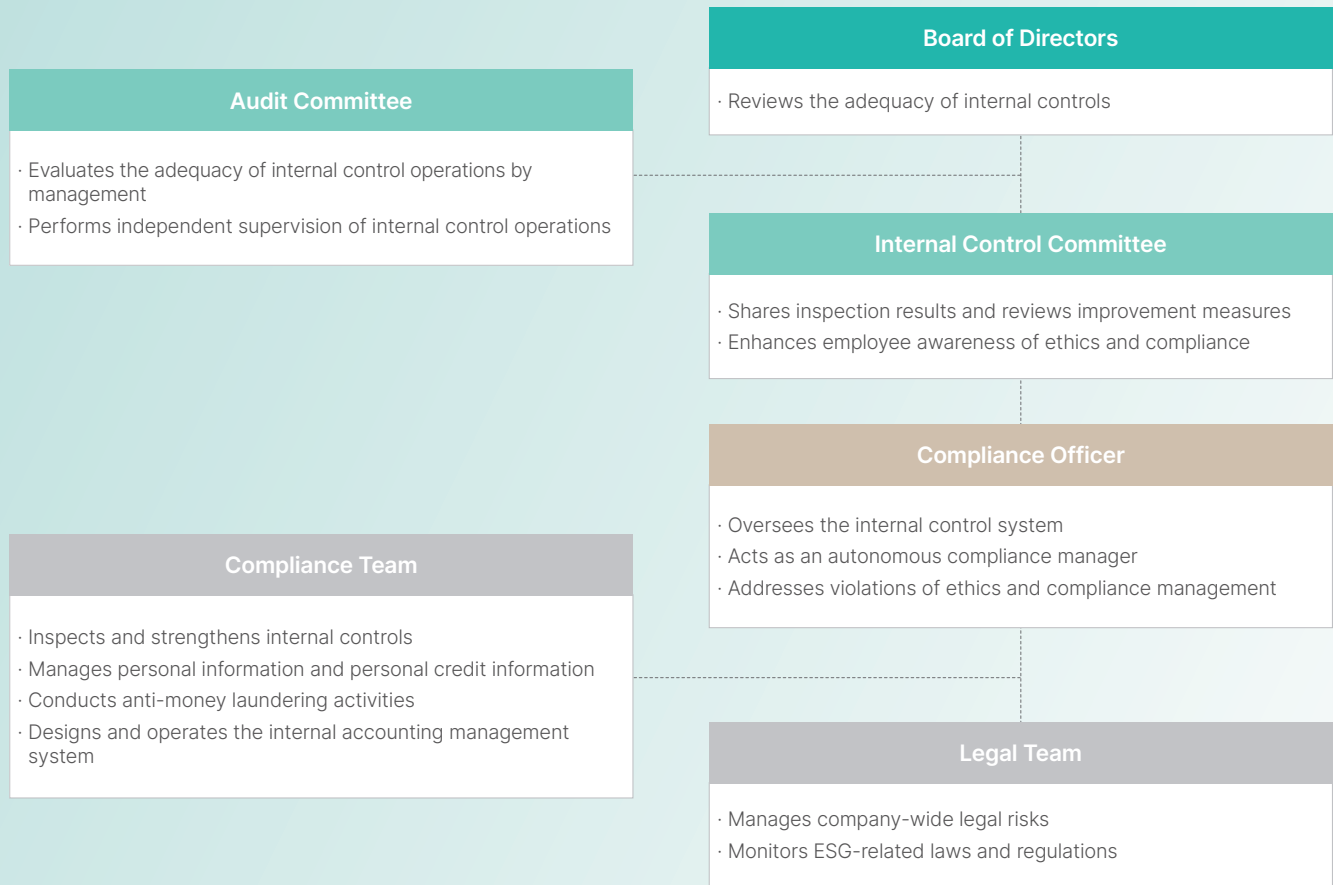 Board of Directors
· Reviews the adequacy of internal controls
Audit Committee
· Evaluates the adequacy of internal control operations by
management
· Performs independent supervision of internal control operations
Internal Control Committee
· Shares inspection results and reviews improvement measures
· Enhances employee awareness of ethics and compliance
Compliance Officer
· Oversees the internal control system
· Acts as an autonomous compliance manager
· Addresses violations of ethics and compliance management
Compliance Team
· Inspects and strengthens internal controls
· Manages personal information and personal credit information
· Conducts anti-money laundering activities
· Designs and operates the internal accounting management
system
Legal Team
· Manages company-wide legal risks
· Monitors ESG-related laws and regulations